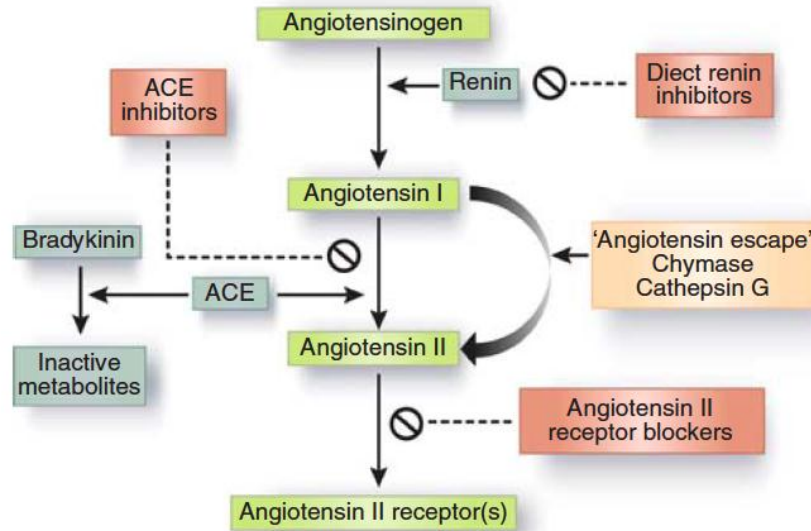 Angiotensinogen
ACE
inhibitors
Renin
Diect renin
inhibitors
Angiotensin I
Bradykinin
'Angiotensin escape'
Chymase
Cathepsin G
ACE
Inactive
metabolites
Angiotensin II
Angiotensin II
receptor blockers
Angiotensin II receptor(s)